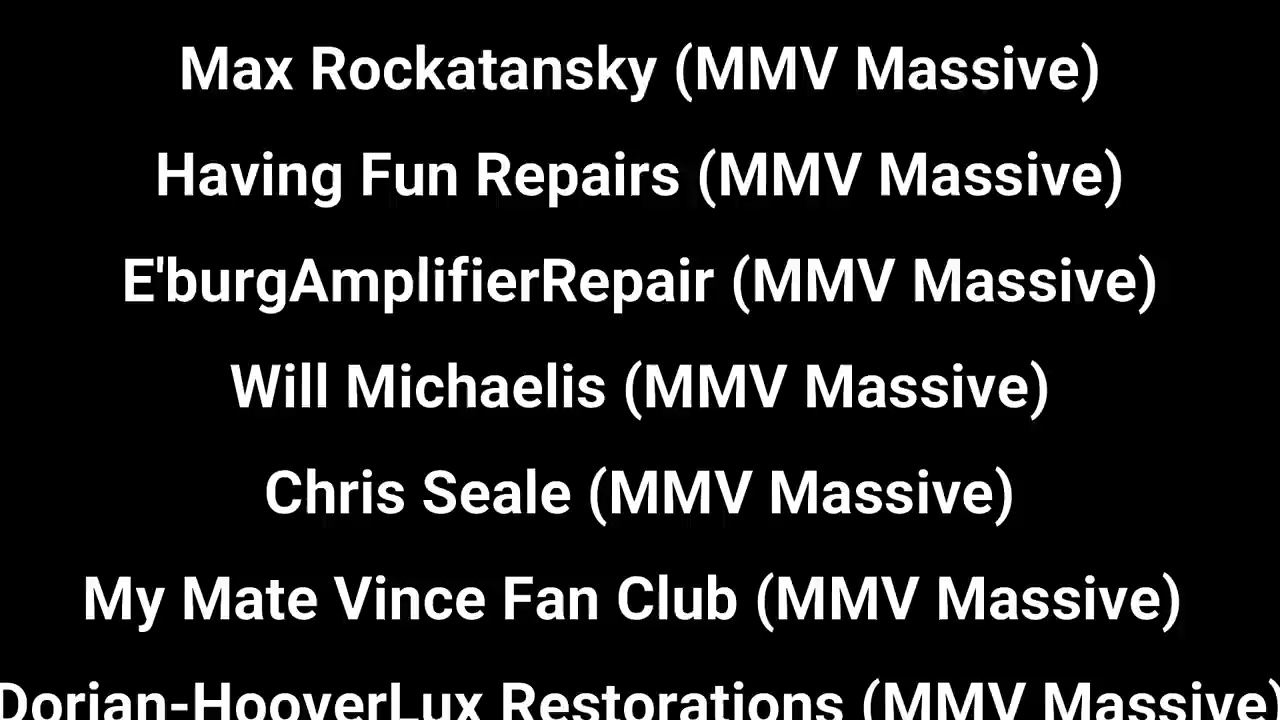 Max Rockatansky (MMV Massive)
Having Fun Repairs (MMV Massive)
E'burgAmplifierRepair (MMV Massive)
Will Michaelis (MMV Massive)
Chris Seale (MMV Massive)
My Mate Vince Fan Club (MMV Massive)
Dorian-HooverLux Restorations (MMV Massive)